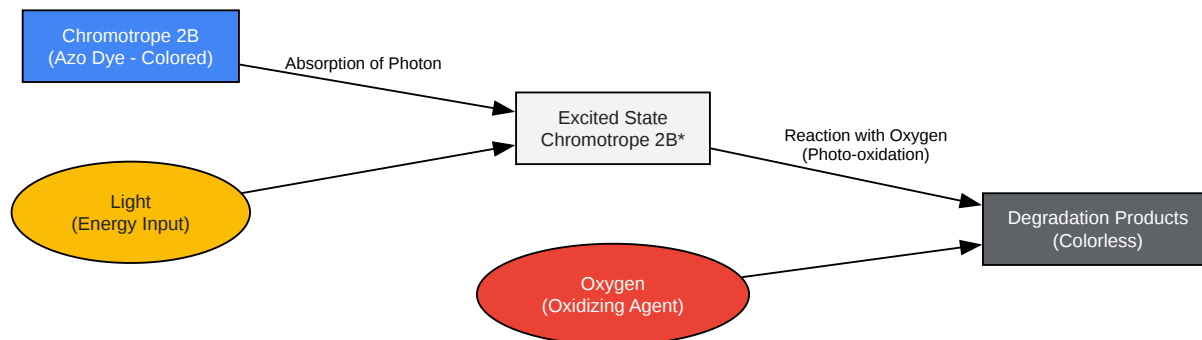 Chromotrope 2B
(Azo Dye - Colored)
Absorption of Photon
Light
(Energy Input)
Excited State
Chromotrope 2B*
Reaction with Oxygen
(Photo-oxidation)
Oxygen
(Oxidizing Agent)
Degradation Products
(Colorless)